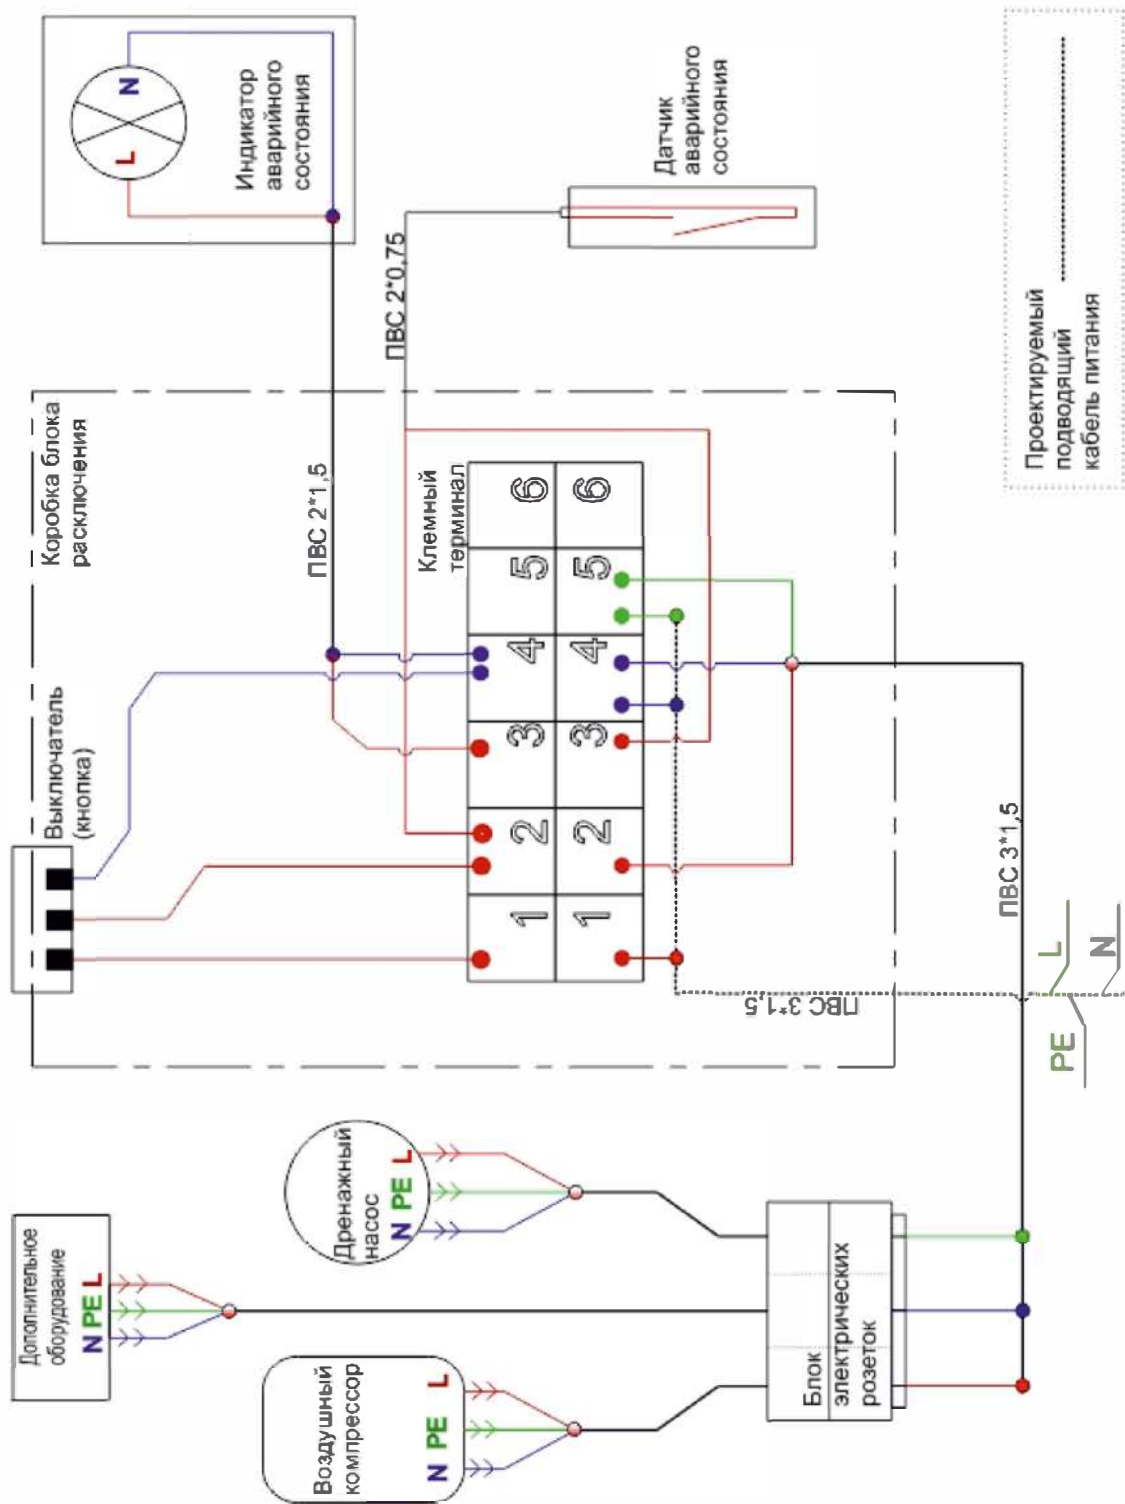 Дополнительное
оборудование
N PE L
Воздушный
компрессор
N PE L
Дренажный
насос
N PE L
Блок
электрических
розеток
Выключатель
(кнопка)
Коробка блока
расключения
ПВС 2*1,5
Клемный
терминал
1 2 3 4 5 6
1 2 3 4 5 6
ПВС 3*1,5
ПВС 3*1,5
PE
L
N
L N
Индикатор
аварийного
состояния
ПВС 2*0,75
Датчик
аварийного
состояния
Проектируемый
подводящий
кабель питания